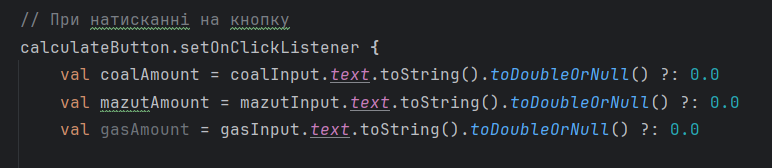 // При натисканні на кнопку
calculateButton.setOnClickListener {
val coalAmount = coalInput.text.toString().toDoubleOrNull() ?: 0.0
val mazutAmount = mazutInput.text.toString().toDoubleOrNull() ?: 0.0
val gasAmount = gasInput.text.toString().toDoubleOrNull() ?: 0.0